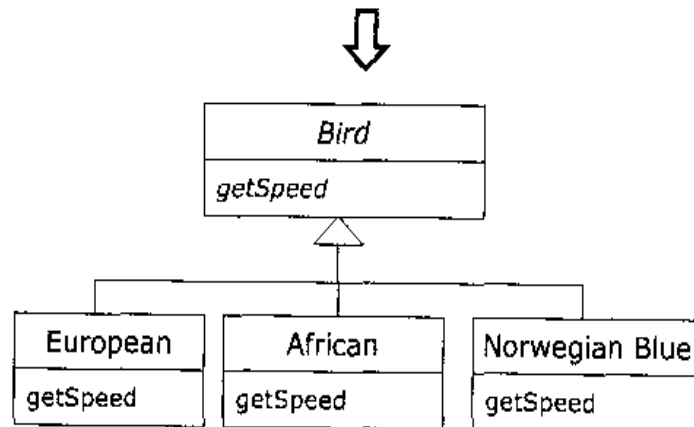 Bird
getSpeed
European
African
Norwegian Blue
getSpeed
getSpeed
getSpeed